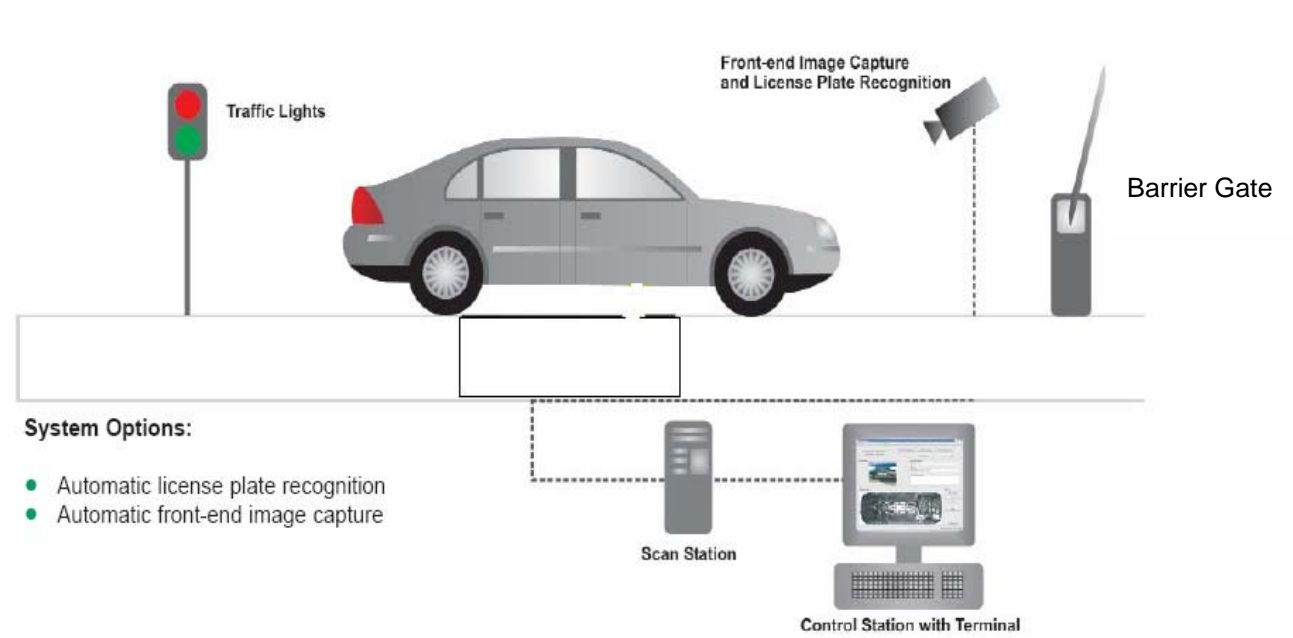 Front-end Image Capture
and License Plate Recognition
Traffic Lights
Barrier Gate
System Options:
Automatic license plate recognition
Automatic front-end image capture
Scan Station
Control Station with Terminal